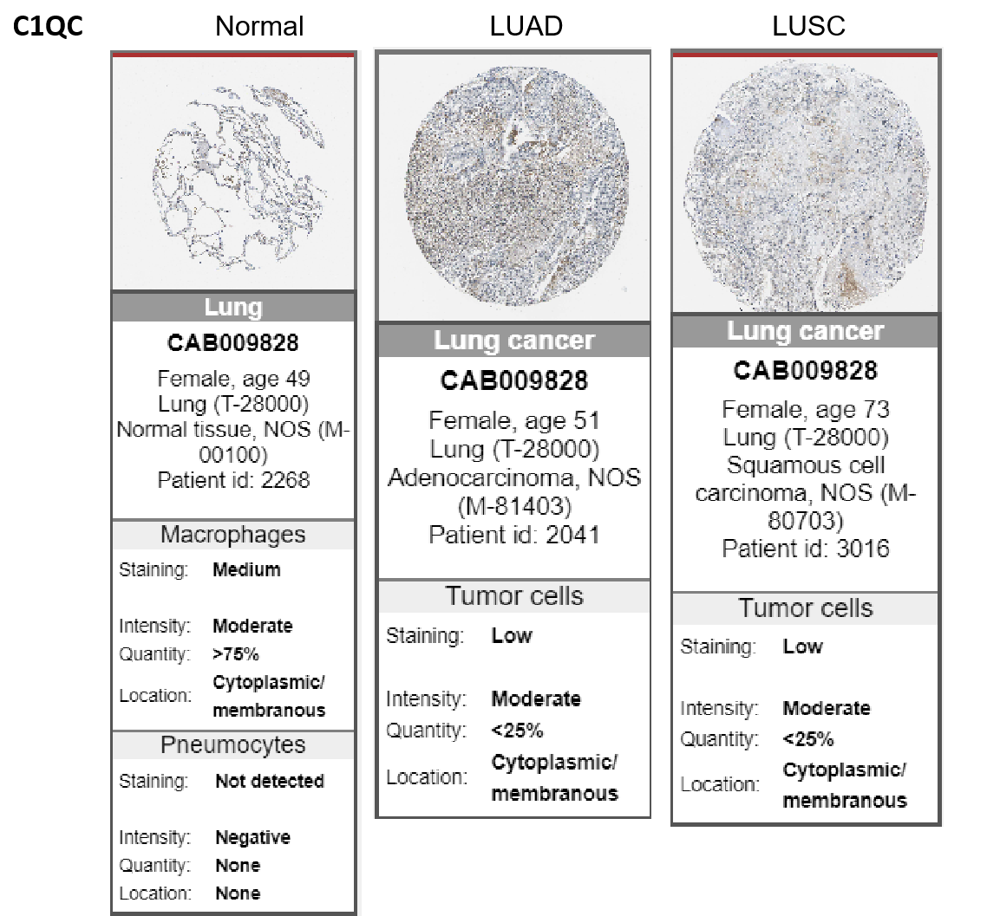 C1QC
Normal
LUAD
LUSC
Lung
CAB009828
Female, age 49
Lung (T-28000)
Normal tissue, NOS (M-
00100)
Patient id: 2268
Macrophages
Staining: Medium
Intensity: Moderate
Quantity: >75%
Location: Cytoplasmic/
membranous
Pneumocytes
Staining: Not detected
Intensity: Negative
Quantity: None
Location: None
Lung cancer
CAB009828
Female, age 51
Lung (T-28000)
Adenocarcinoma, NOS
(M-81403)
Patient id: 2041
Tumor cells
Staining: Low
Intensity: Moderate
Quantity: <25%
Location: Cytoplasmic/
membranous
Lung cancer
CAB009828
Female, age 73
Lung (T-28000)
Squamous cell
carcinoma, NOS (M-
80703)
Patient id: 3016
Tumor cells
Staining: Low
Intensity: Moderate
Quantity: <25%
Location: Cytoplasmic/
membranous